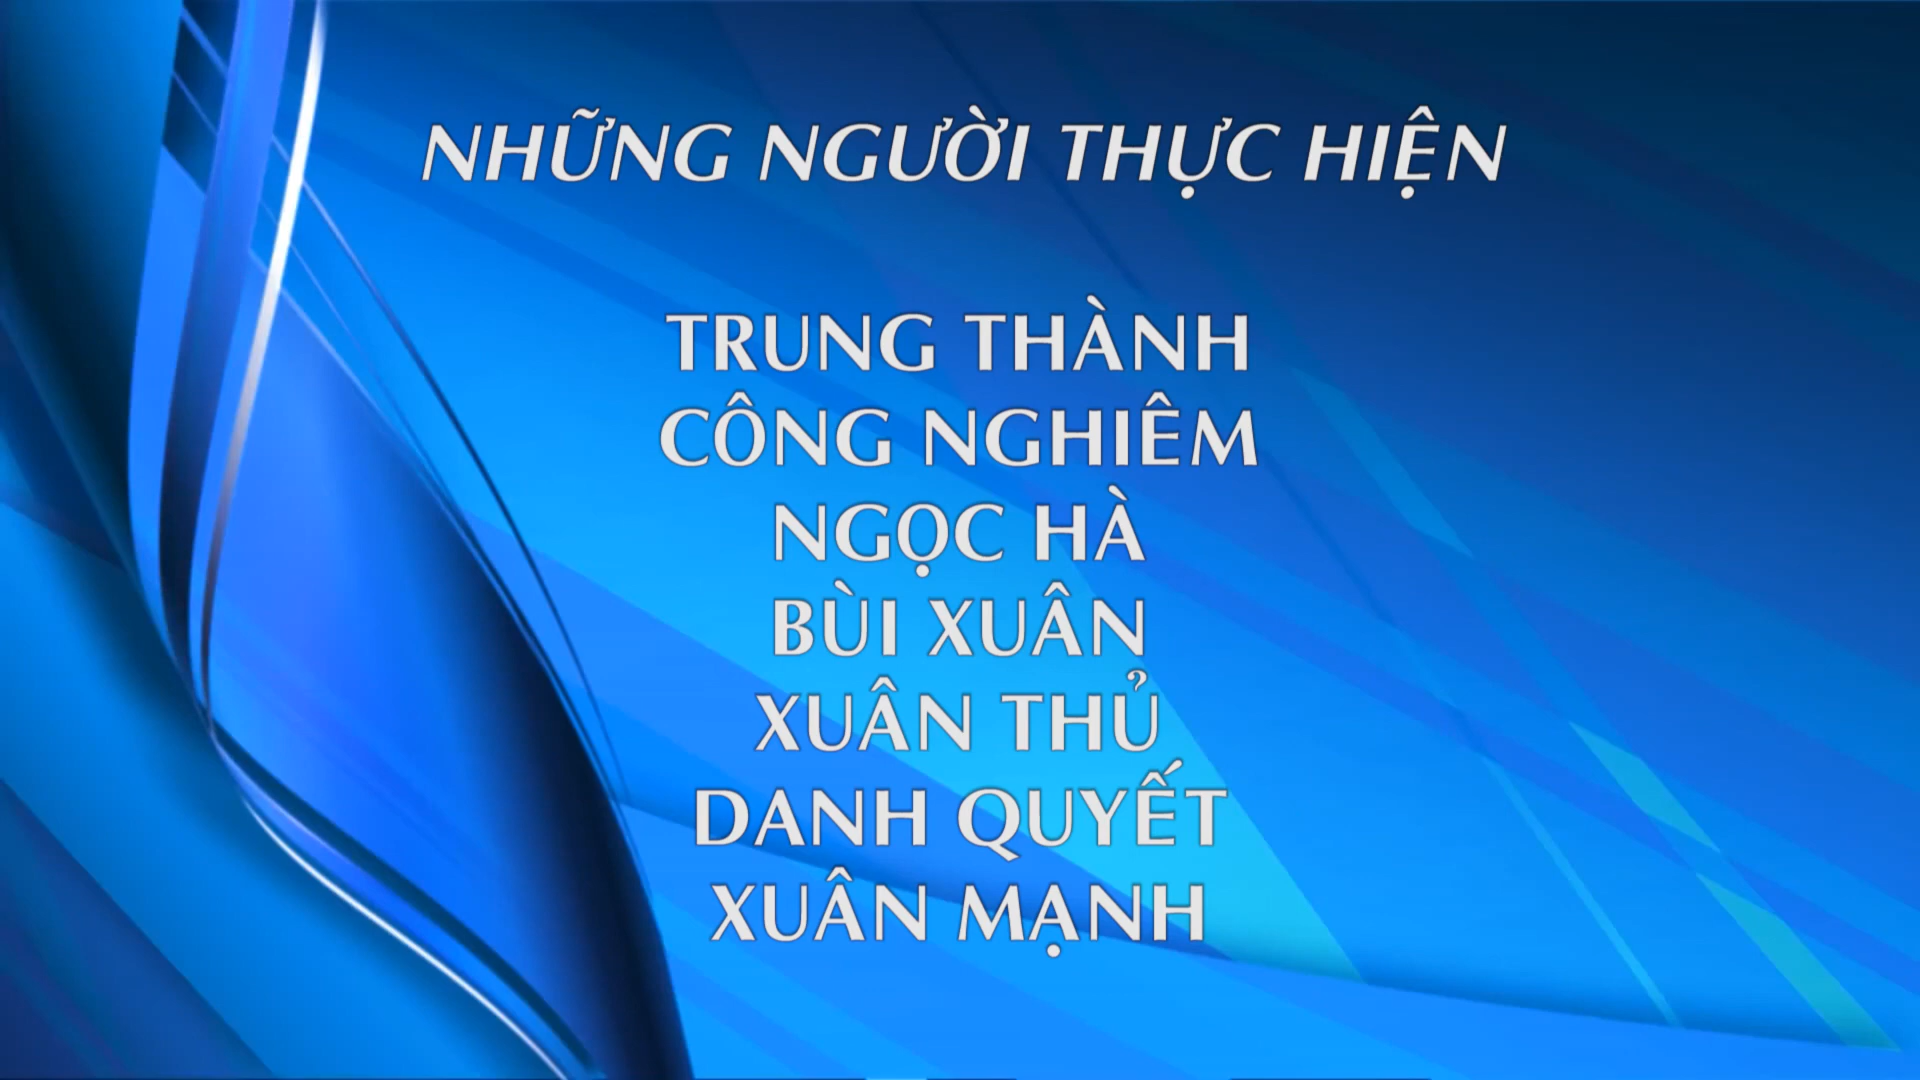 NHỮNG NGƯỜI THỰC HIỆN
TRUNG THÀNH
CÔNG NGHIÊM
NGỌC HÀ
BÙI XUÂN
XUÂN THỦ
DANH QUYẾT
XUÂN MẠNH